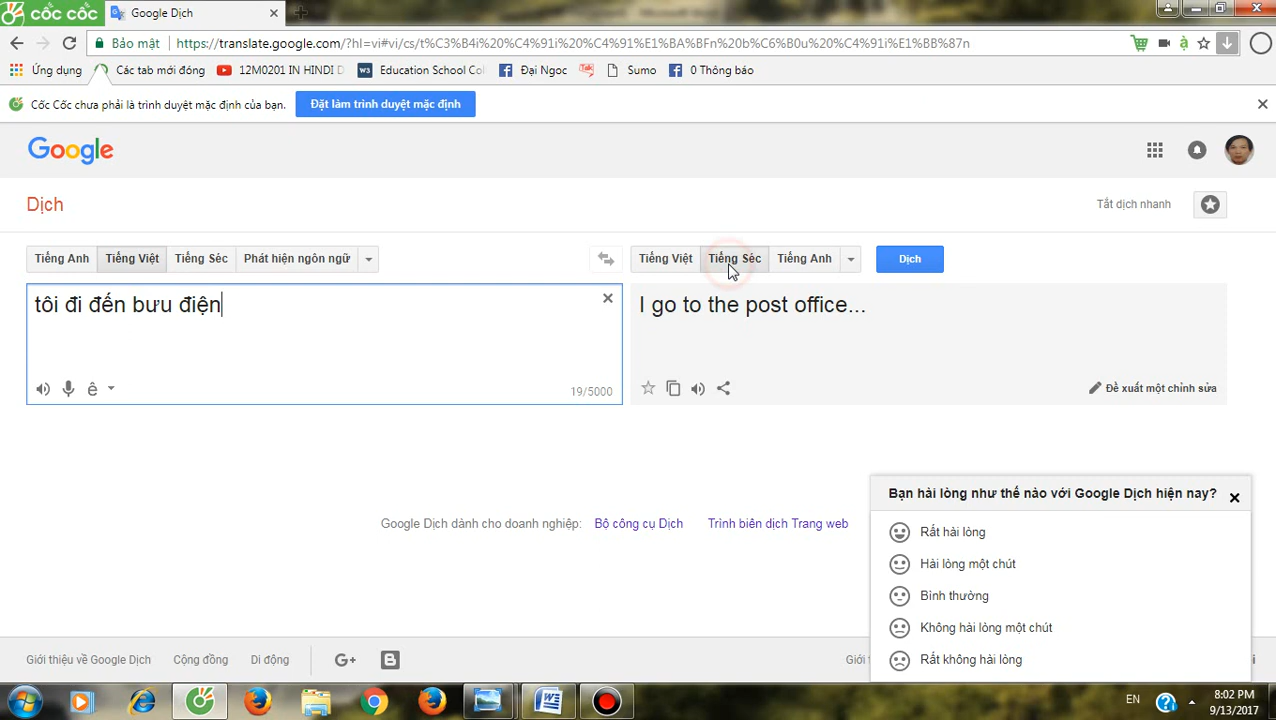 cốc cốc
Google Dịch
Bảo mật
https://translate.google.com/?hl=vi#vi/cs/t%C3%B4i%20%C4%91i%20%C4%91%E1%BA%BFn%20b%C6%B0u%20%C4%91i%E1%BB%87n
Ứng dụng
Các tab mới đóng
12M0201 IN HINDI D
Education School Col
Đại Ngọc
Sumo
0 Thông báo
Cốc Cốc chưa phải là trình duyệt mặc định của bạn.
Đặt làm trình duyệt mặc định
Google
Dịch
Tắt dịch nhanh
Tiếng Anh
Tiếng Việt
Tiếng Séc
Phát hiện ngôn ngữ
Tiếng Việt
Tiếng Séc
Tiếng Anh
Dịch
tôi đi đến bưu điện
I go to the post office...
ê
19/5000
Đề xuất một chỉnh sửa
Bạn hài lòng như thế nào với Google Dịch hiện nay?
Google Dịch dành cho doanh nghiệp:
Bộ công cụ Dịch
Trình biên dịch Trang web
Rất hài lòng
Hài lòng một chút
Bình thường
Không hài lòng một chút
Rất không hài lòng
Giới thiệu về Google Dịch
Cộng đồng
Di động
G+
EN
8:02 PM
9/13/2017